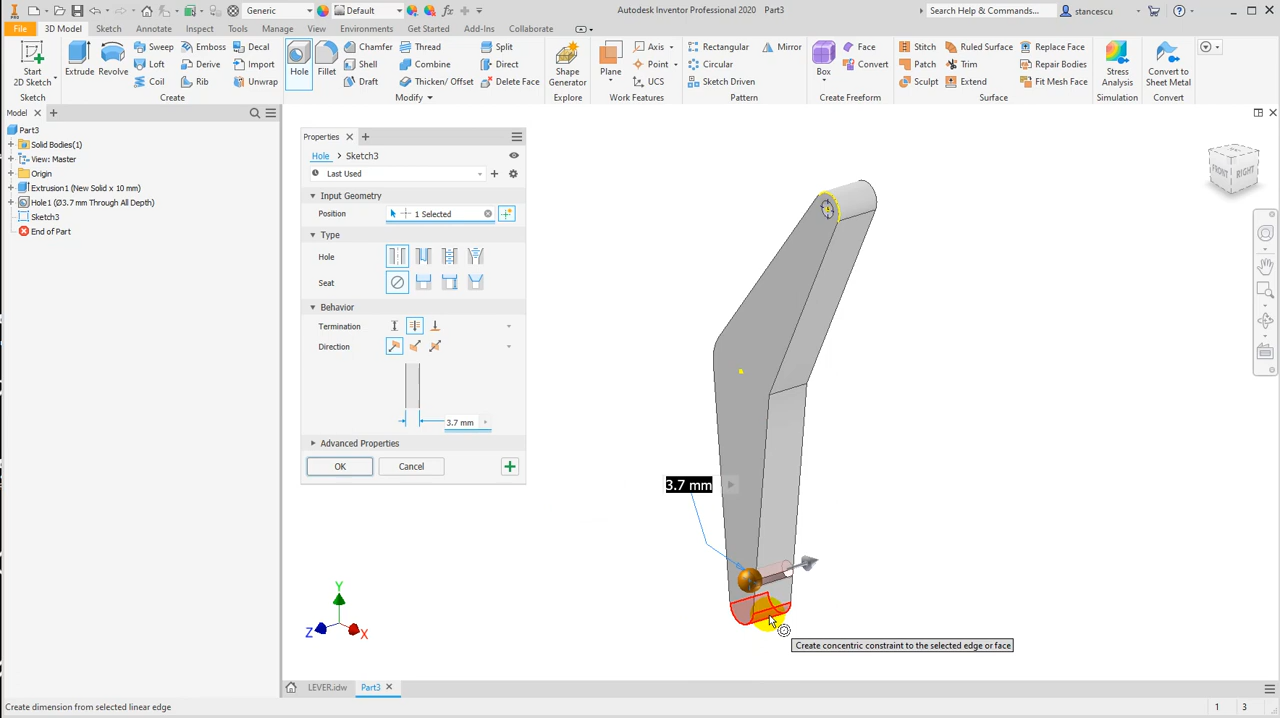 PRO Generic Default Autodesk Inventor Professional 2020 Part3 Search Help & Commands... stancescu
File 3D Model Sketch Annotate Inspect Tools Manage View Environments Get Started Add-Ins Collaborate
Start 2D Sketch Extrude Revolve Sweep Emboss Decal Hole Fillet Chamfer Thread Split Shape Generator Plane Axis Rectangular Mirror Box Face Stitch Ruled Surface Replace Face Stress Analysis Convert to Sheet Metal
Loft Derive Import Shell Combine Direct Point Circular Convert Patch Trim Repair Bodies
Coil Rib Unwrap Draft Thicken/ Offset Delete Face UCS Sketch Driven Sculpt Extend Fit Mesh Face
Sketch Create Modify Explore Work Features Pattern Create Freeform Surface Simulation Convert
Model
Part3
Solid Bodies(1)
View: Master
Origin
Extrusion1 (New Solid x 10 mm)
Hole1 (Ø3.7 mm Through All Depth)
Sketch3
End of Part
Properties
Hole Sketch3
Last Used
Input Geometry
Position 1 Selected
Type
Hole
Seat
Behavior
Termination
Direction
3.7 mm
Advanced Properties
OK Cancel
FRONT RIGHT
3.7 mm
Create concentric constraint to the selected edge or face
Y
Z X
LEVER.idw Part3
Create dimension from selected linear edge 1 3